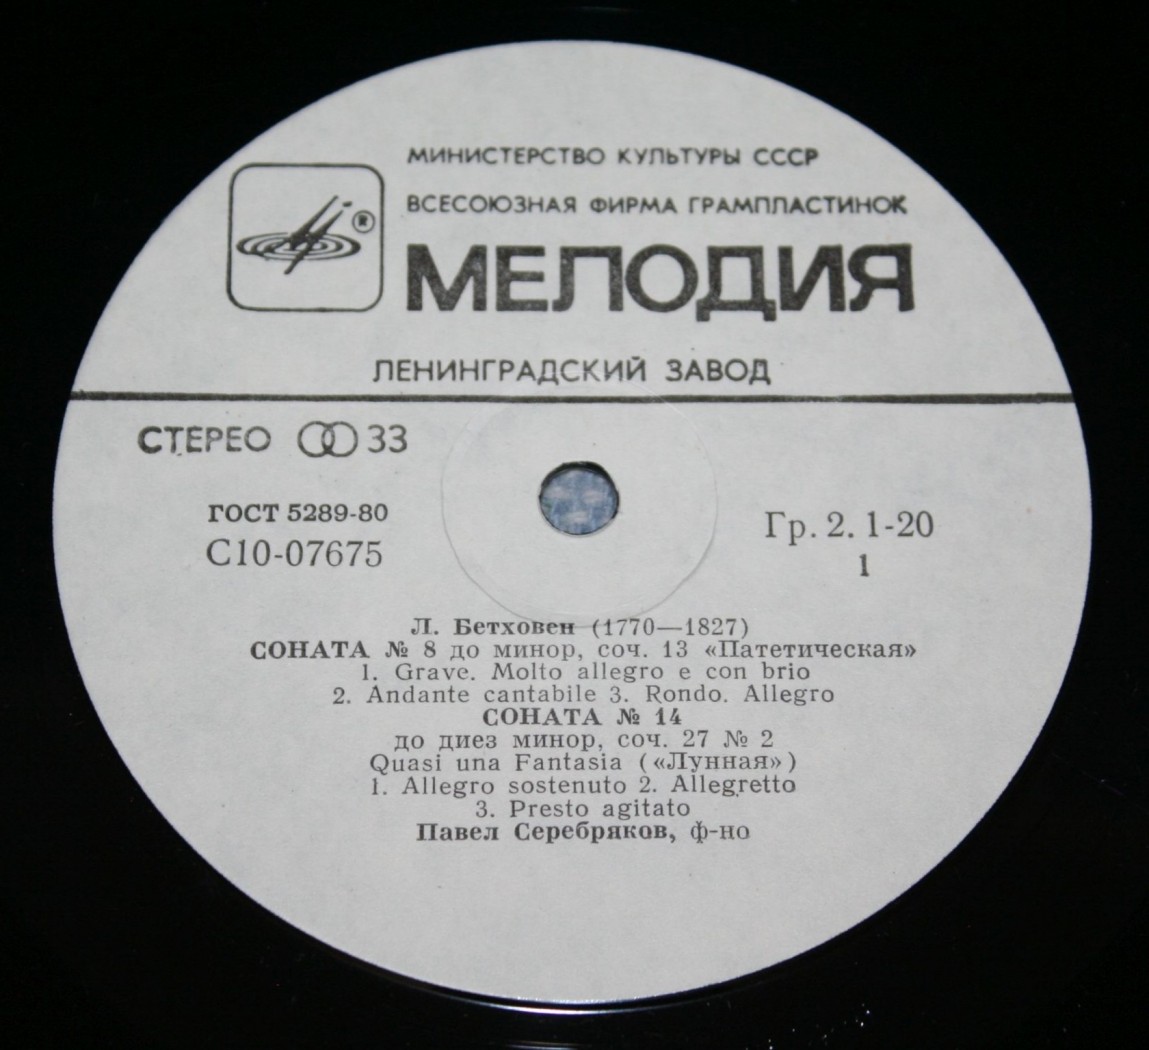 МИНИСТЕРСТВО КУЛЬТУРЫ СССР
ВСЕСОЮЗНАЯ ФИРМА ГРАМПЛАСТИНОК
®
МЕЛОДИЯ
ЛЕНИНГРАДСКИЙ ЗАВОД
СТЕРЕО 33
ГОСТ 5289-80
С10-07675
Гр. 2. 1-20
1
Л. Бетховен (1770—1827)
СОНАТА № 8 до минор, соч. 13 «Патетическая»
1. Grave. Molto allegro e con brio
2. Andante cantabile 3. Rondo. Allegro
СОНАТА № 14
до диез минор, соч. 27 № 2
Quasi una Fantasia («Лунная»)
1. Allegro sostenuto 2. Allegretto
3. Presto agitato
Павел Серебряков, ф-но